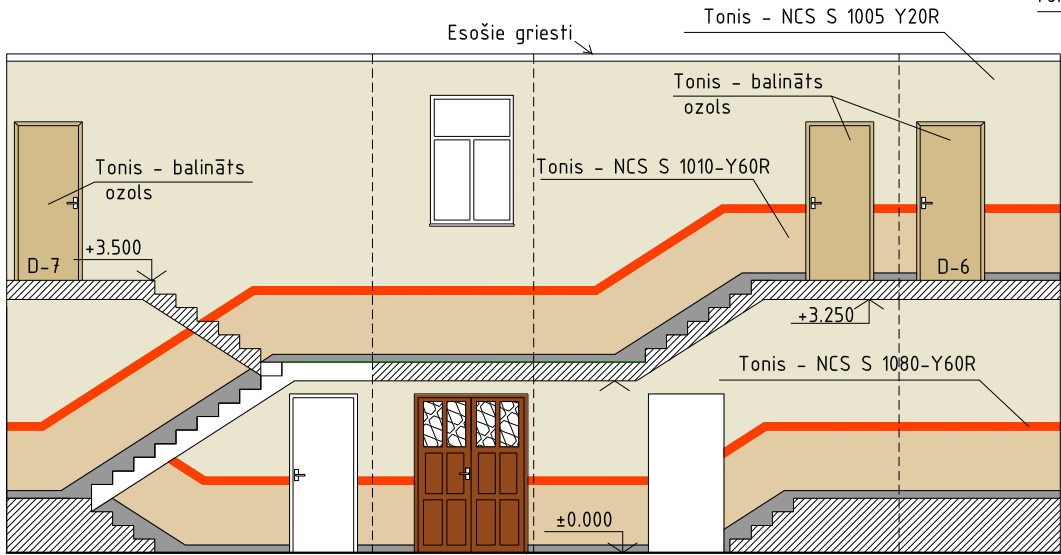 Tonis - NCS S 1005 Y20R
Esošie griesti
Tonis - balināts
ozols
Tonis - balināts
ozols
Tonis - NCS S 1010-Y60R
+3.500
D-7
D-6
+3.250
Tonis - NCS S 1080-Y60R
±0.000